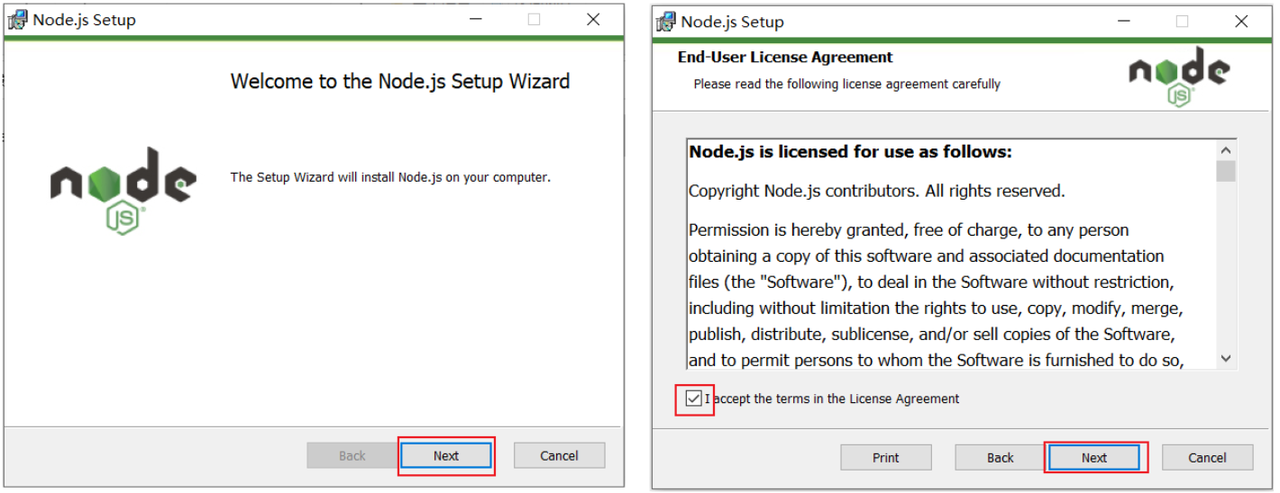 Node.js Setup
Welcome to the Node.js Setup Wizard
node
JS
The Setup Wizard will install Node.js on your computer.
Back
Next
Cancel
Node.js Setup
End-User License Agreement
Please read the following license agreement carefully
node
JS
Node.js is licensed for use as follows:
Copyright Node.js contributors. All rights reserved.
Permission is hereby granted, free of charge, to any person
obtaining a copy of this software and associated documentation
files (the "Software"), to deal in the Software without restriction,
including without limitation the rights to use, copy, modify, merge,
publish, distribute, sublicense, and/or sell copies of the Software,
and to permit persons to whom the Software is furnished to do so,
I accept the terms in the License Agreement
Print
Back
Next
Cancel